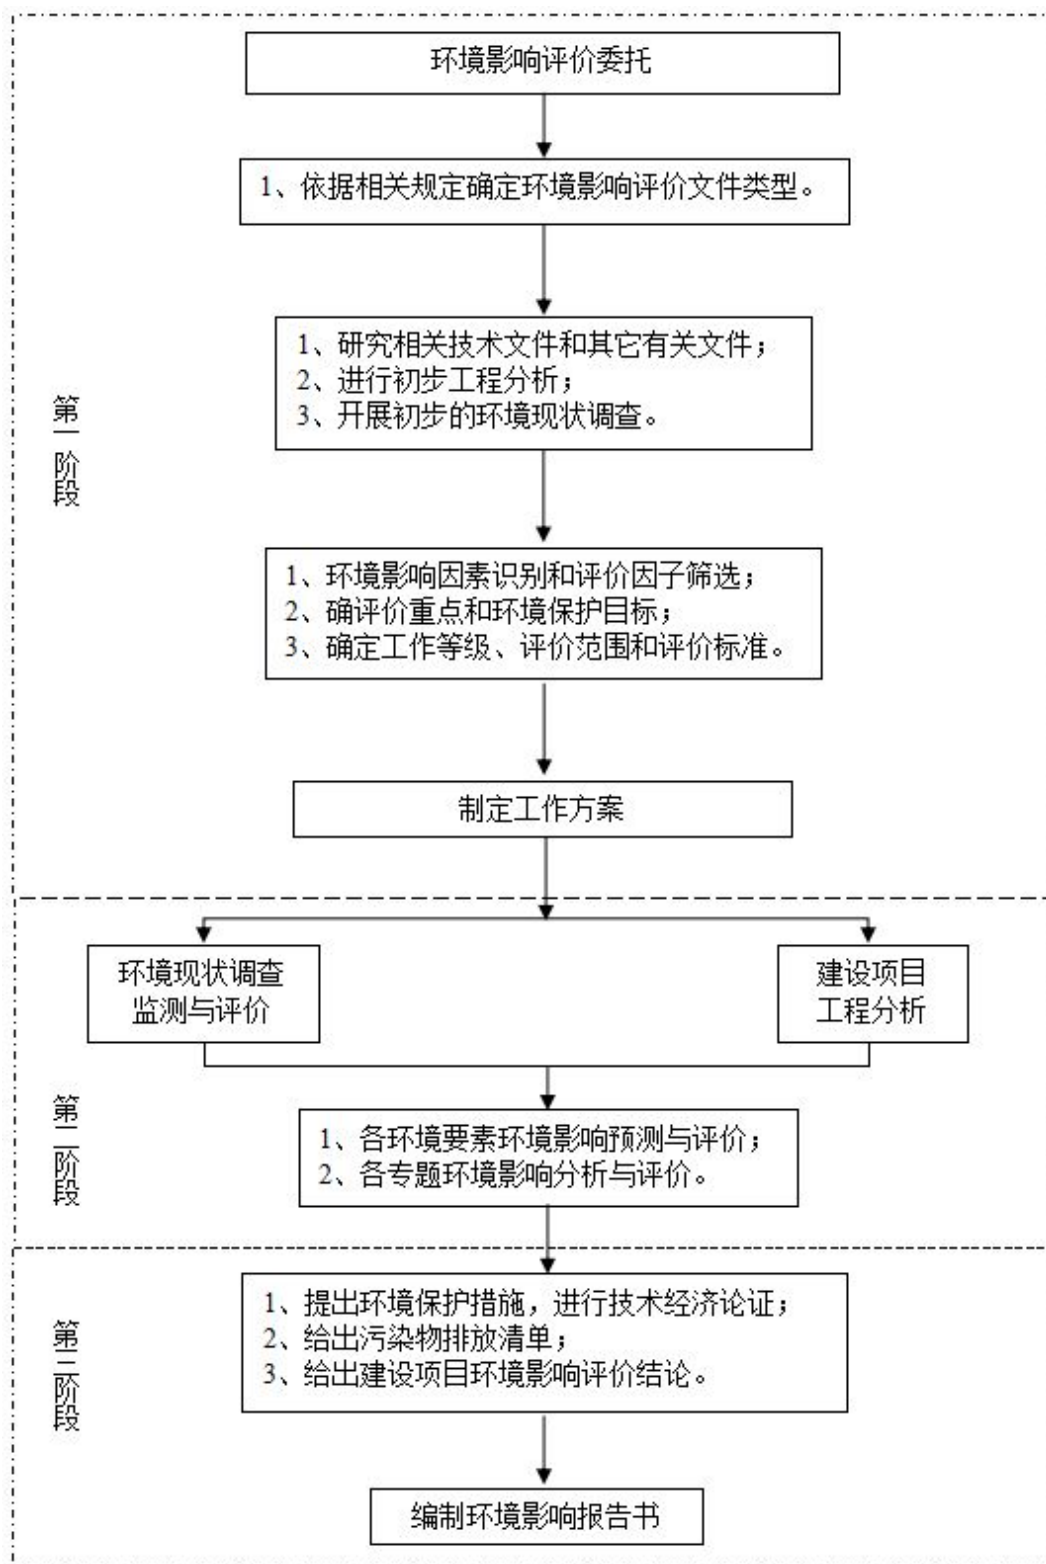 环境影响评价委托
1、依据相关规定确定环境影响评价文件类型。
1、研究相关技术文件和其它有关文件；
2、进行初步工程分析；
3、开展初步的环境现状调查。
第一阶段
1、环境影响因素识别和评价因子筛选；
2、确评价重点和环境保护目标；
3、确定工作等级、评价范围和评价标准。
制定工作方案
环境现状调查
监测与评价
建设项目
工程分析
第二阶段
1、各环境要素环境影响预测与评价；
2、各专题环境影响分析与评价。
第三阶段
1、提出环境保护措施，进行技术经济论证；
2、给出污染物排放清单；
3、给出建设项目环境影响评价结论。
编制环境影响报告书